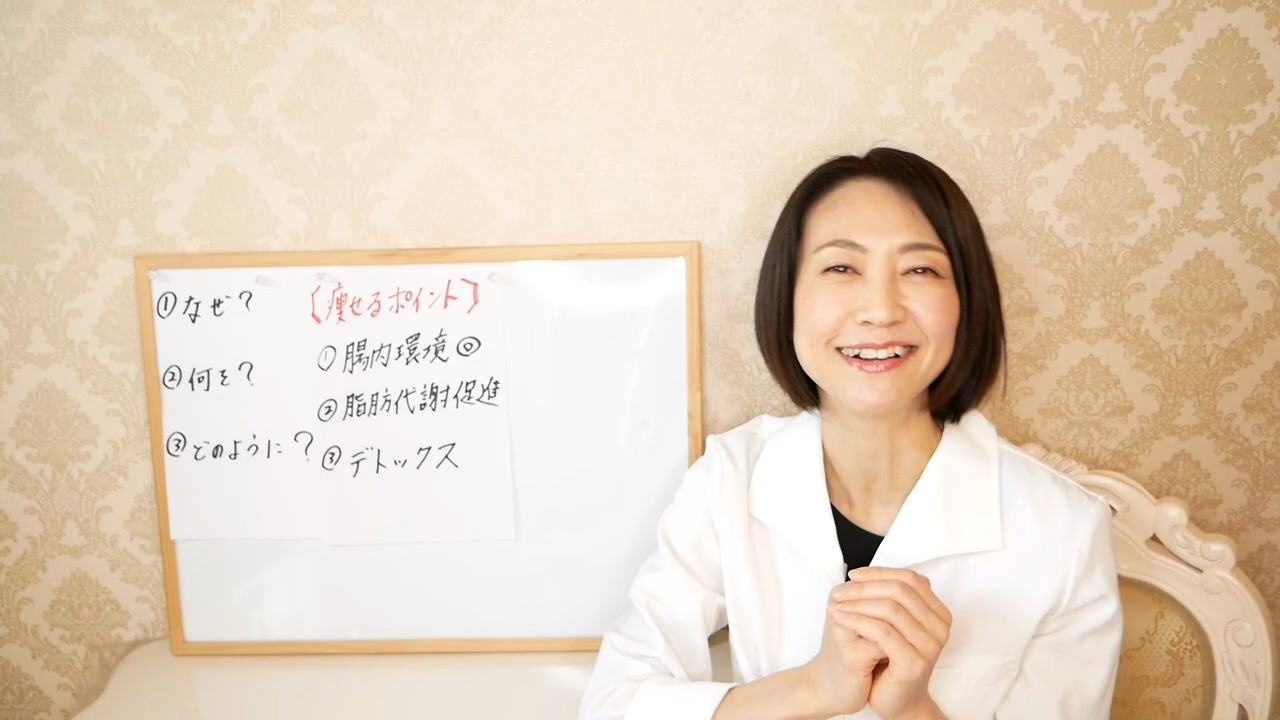 ①なぜ?
②何を?
③どのように?
【痩せるポイント】
①腸内環境◎
②脂肪代謝促進
③デトックス